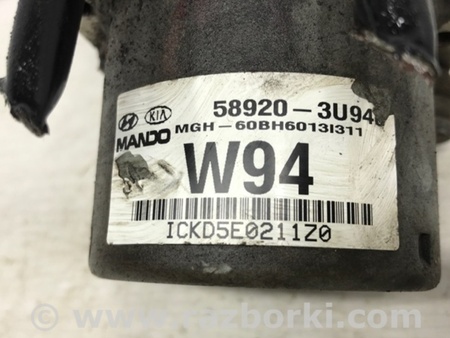 58920-3U94
KIA
MGH-60BH6013I311
MANDO
W94
ICKD5E0211Z0
www.razborki.com